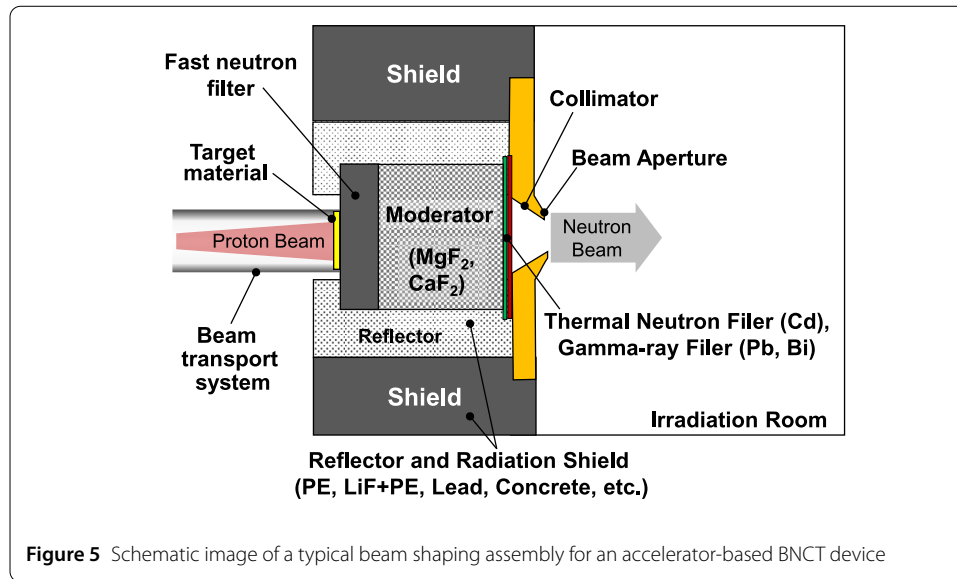 Shield
Fast neutron
filter
Collimator
Target
material
Beam Aperture
Moderator
(MgF₂,
CaF₂)
Proton Beam
Neutron
Beam
Beam
transport
system
Reflector
Thermal Neutron Filer (Cd),
Gamma-ray Filer (Pb, Bi)
Shield
Irradiation Room
Reflector and Radiation Shield
(PE, LiF+PE, Lead, Concrete, etc.)
Figure 5 Schematic image of a typical beam shaping assembly for an accelerator-based BNCT device